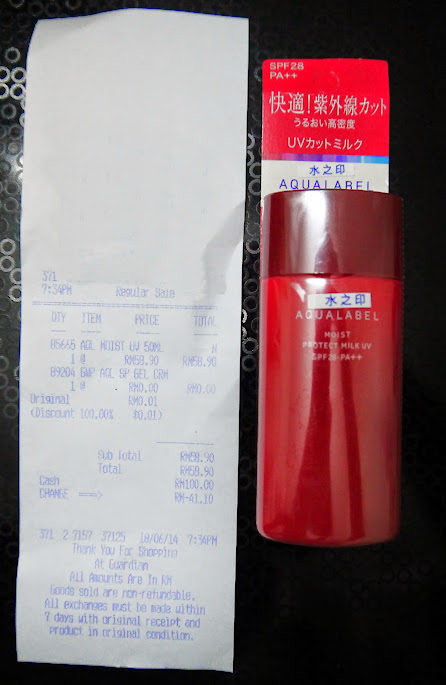 371
7:34PM Regular Sale
QTY ITEM PRICE TOTAL
85665 AGL MOIST UV 50ML N
1 @ RM58.90 RM58.90
89204 GWP AGL SP GEL CRM
1 # RM0.00 RM0.00
Original RM0.01
(Discount 100.00% $0.01)
Sub Total RM58.90
Total RM58.90
Cash RM100.00
CHANGE ===> RM-41.10
371 2 7157 37125 18/06/14 7:34PM
Thank You For Shopping
At Guardian
All Amounts Are In RM
Goods sold are non-refundable.
All exchanges must be made within
7 days with original receipt and
product in original condition.
SPF28
PA++
快適!紫外線カット
うるおい高密度
UVカットミルク
水之印
AQUALABEL
水之印
AQUALABEL
MOIST
PROTECT MILK UV
SPF28・PA++